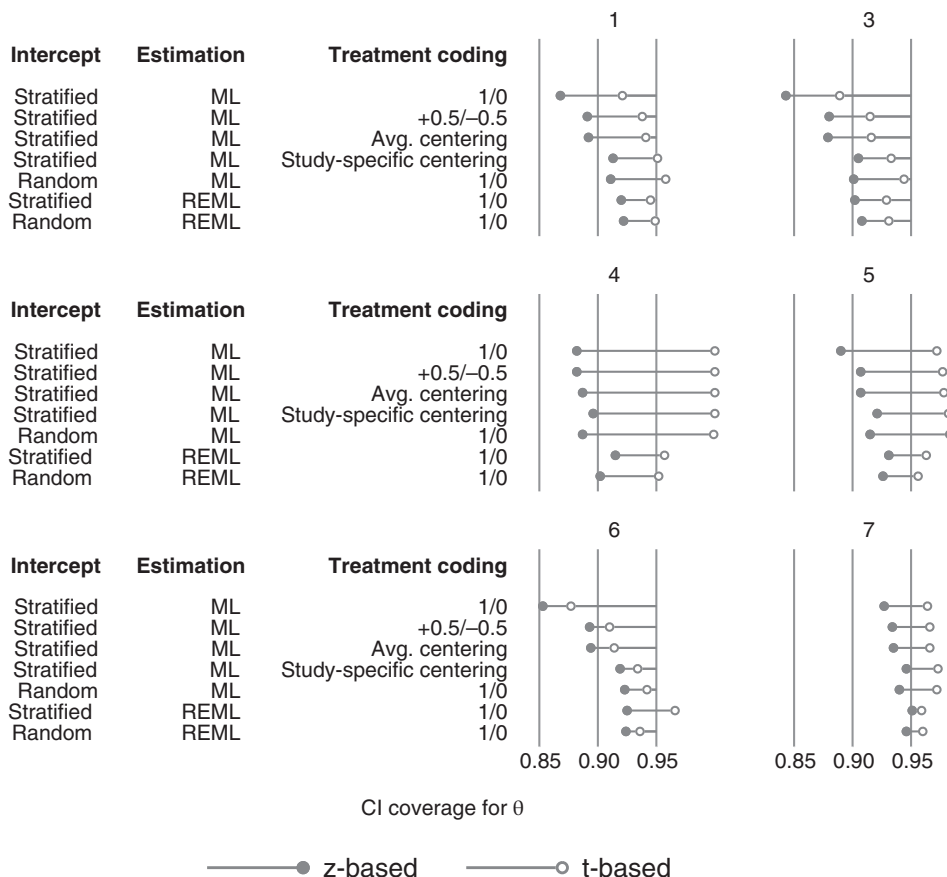 1 3
Intercept Estimation Treatment coding
Stratified ML 1/0
Stratified ML +0.5/–0.5
Stratified ML Avg. centering
Stratified ML Study-specific centering
Random ML 1/0
Stratified REML 1/0
Random REML 1/0
4 5
Intercept Estimation Treatment coding
Stratified ML 1/0
Stratified ML +0.5/–0.5
Stratified ML Avg. centering
Stratified ML Study-specific centering
Random ML 1/0
Stratified REML 1/0
Random REML 1/0
6 7
Intercept Estimation Treatment coding
Stratified ML 1/0
Stratified ML +0.5/–0.5
Stratified ML Avg. centering
Stratified ML Study-specific centering
Random ML 1/0
Stratified REML 1/0
Random REML 1/0
0.85 0.90 0.95 0.85 0.90 0.95
CI coverage for θ
z-based t-based